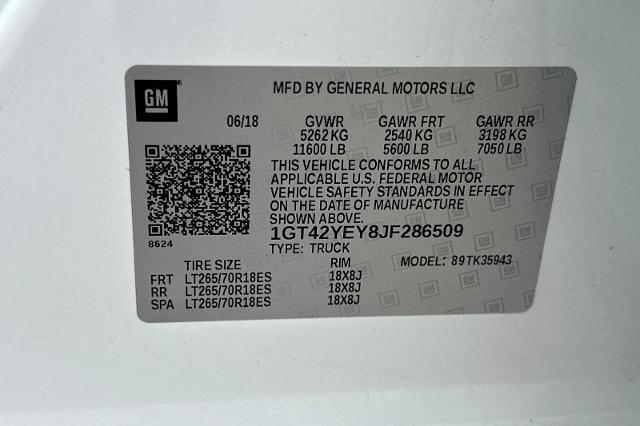 GM
MFD BY GENERAL MOTORS LLC
06/18 GVWR GAWR FRT GAWR RR
5262 KG 2540 KG 3198 KG
11600 LB 5600 LB 7050 LB
THIS VEHICLE CONFORMS TO ALL
APPLICABLE U.S. FEDERAL MOTOR
VEHICLE SAFETY STANDARDS IN EFFECT
ON THE DATE OF MANUFACTURE
SHOWN ABOVE.
8624
1GT42YEY8JF286509
TYPE: TRUCK
TIRE SIZE RIM MODEL: 89TK35943
FRT LT265/70R18ES 18X8J
RR LT265/70R18ES 18X8J
SPA LT265/70R18ES 18X8J